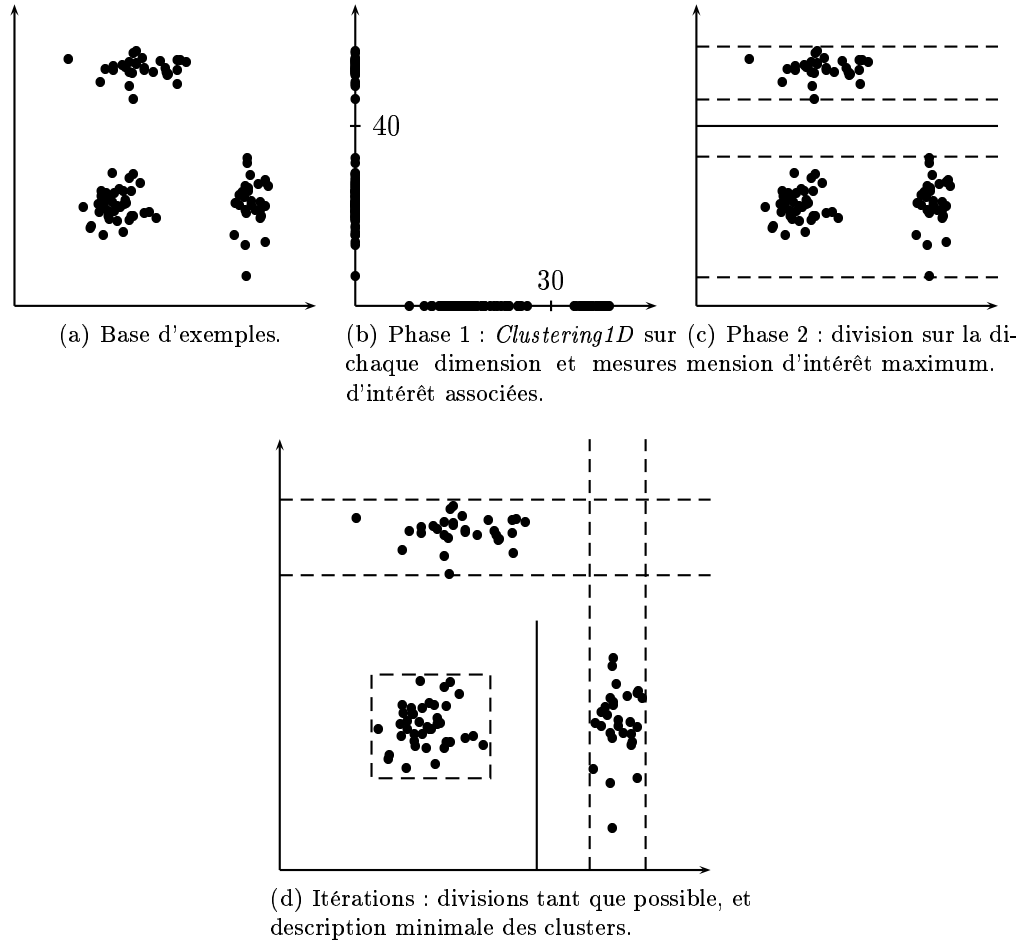 40
30
(a) Base d'exemples.
(b) Phase 1 : Clustering1D sur
chaque dimension et mesures
d'intérêt associées.
(c) Phase 2 : division sur la di-
mension d'intérêt maximum.
(d) Itérations : divisions tant que possible, et
description minimale des clusters.